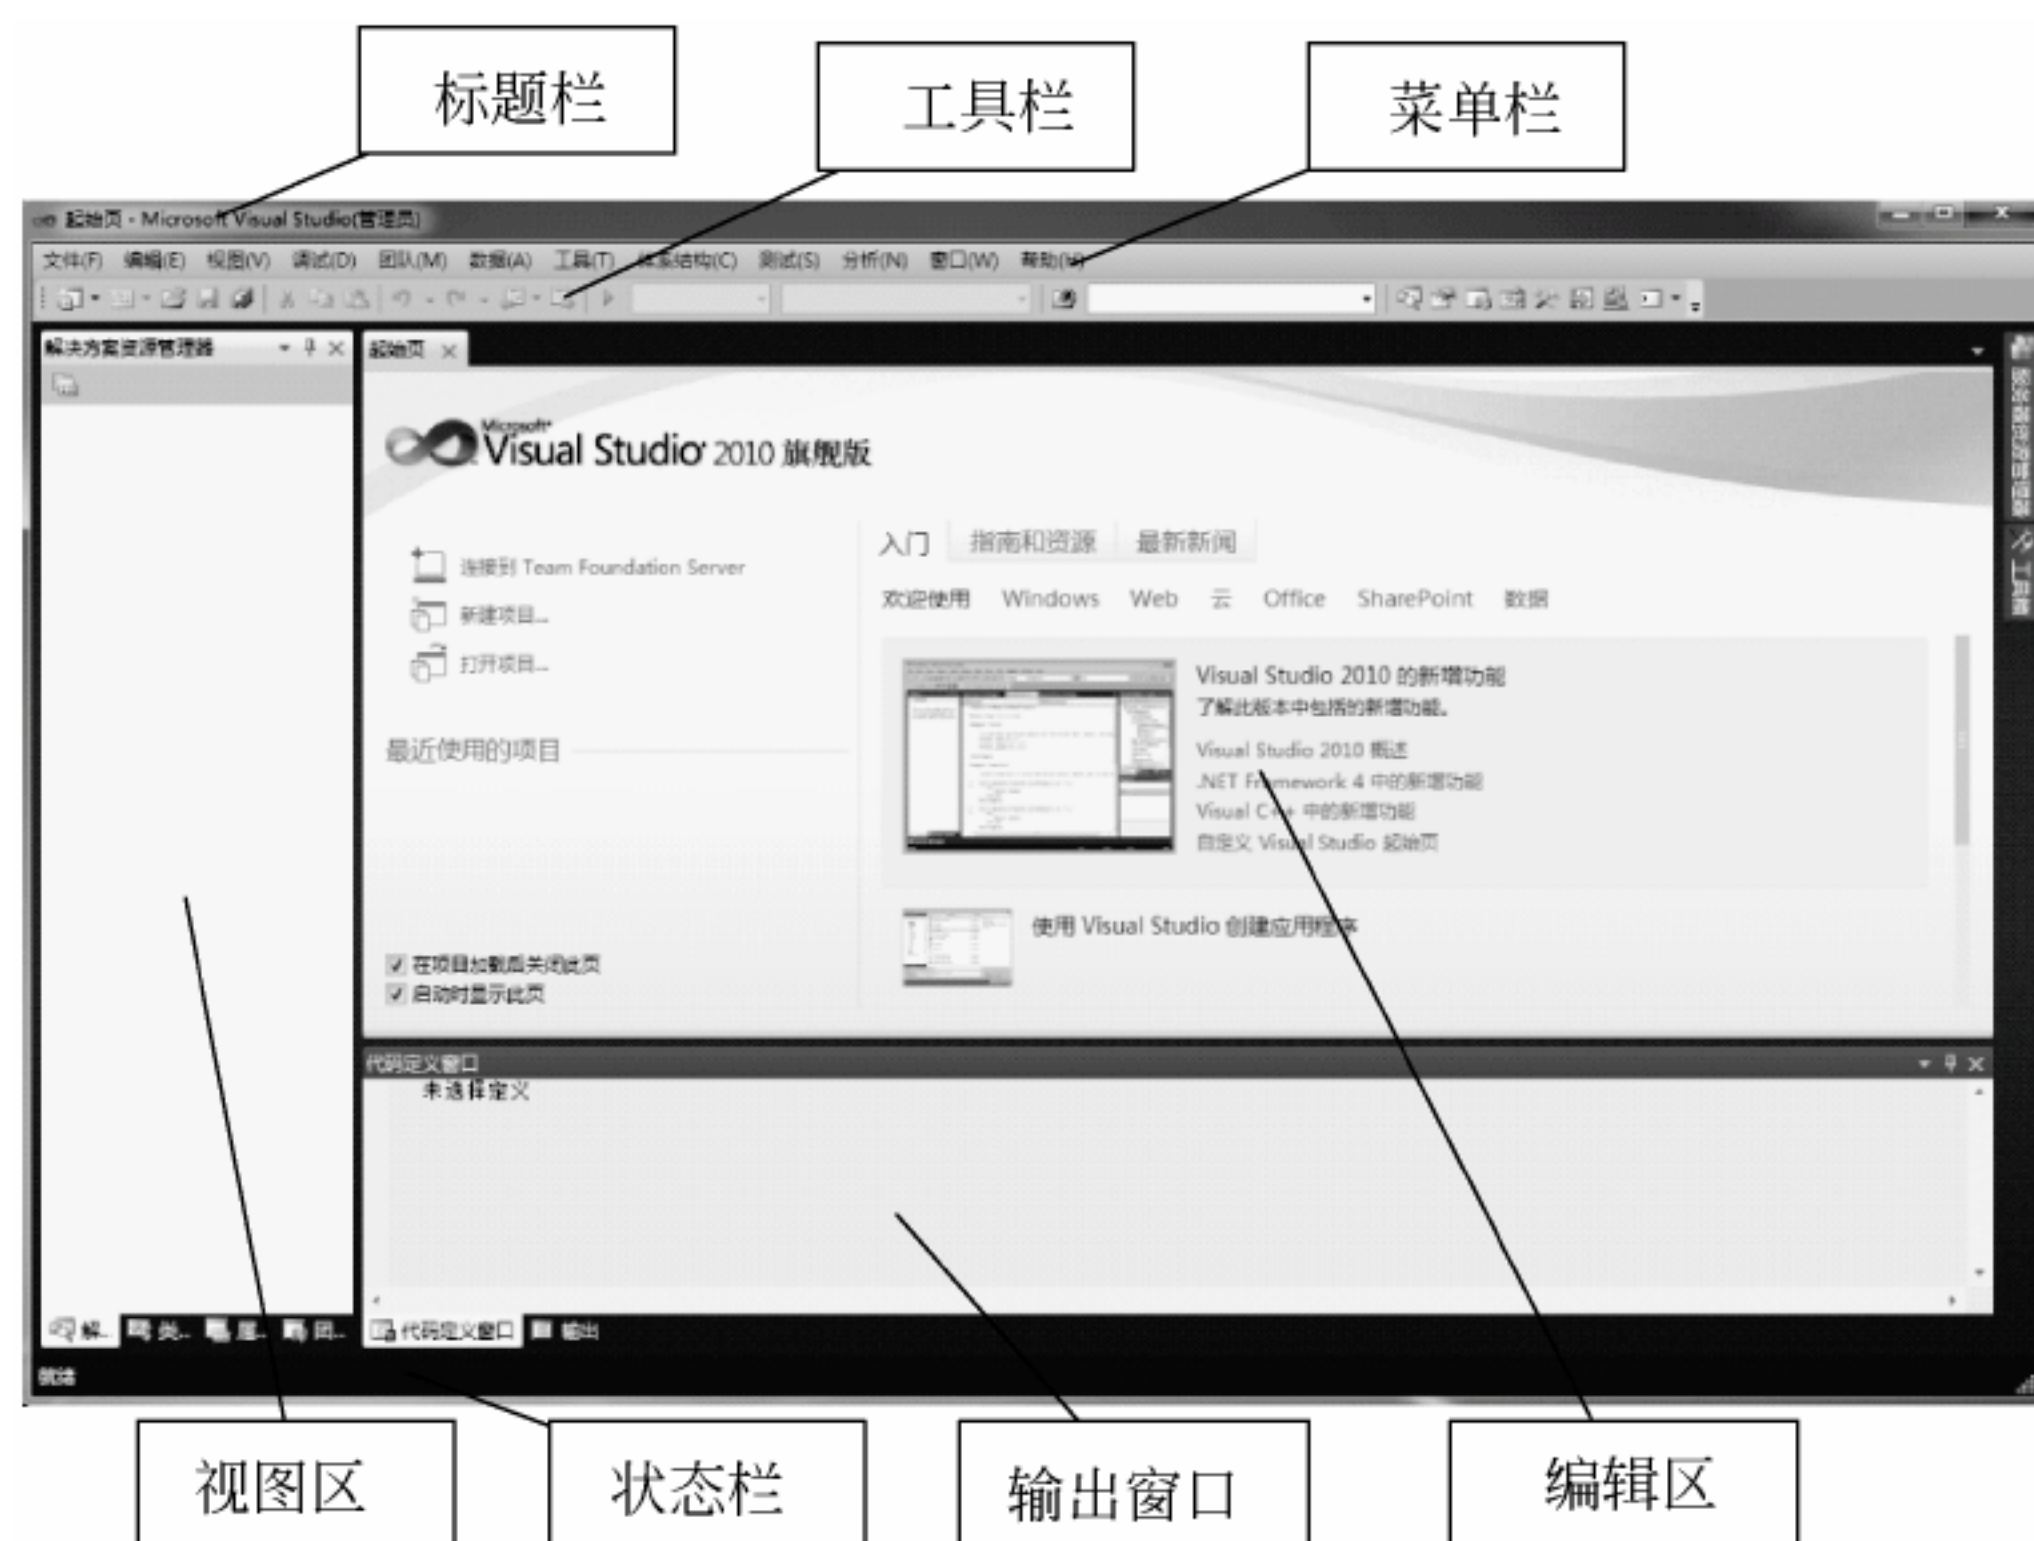 标题栏
工具栏
菜单栏
起始页 - Microsoft Visual Studio(管理员)
文件(F) 编辑(E) 视图(V) 调试(D) 团队(M) 数据(A) 工具(T) 体系结构(C) 测试(S) 分析(N) 窗口(W) 帮助(H)
解决方案资源管理器
起始页
Microsoft
Visual Studio 2010 旗舰版
连接到 Team Foundation Server
新建项目...
打开项目...
最近使用的项目
在项目加载后关闭此页
启动时显示此页
入门 指南和资源 最新新闻
欢迎使用 Windows Web 云 Office SharePoint 数据
Visual Studio 2010 的新增功能
了解此版本中包括的新增功能。
Visual Studio 2010 概述
.NET Framework 4 中的新增功能
Visual C++ 中的新增功能
自定义 Visual Studio 起始页
使用 Visual Studio 创建应用程序
工具箱
代码定义窗口
未选择定义
解... 类... 属... 团...
代码定义窗口 输出
就绪
视图区
状态栏
输出窗口
编辑区